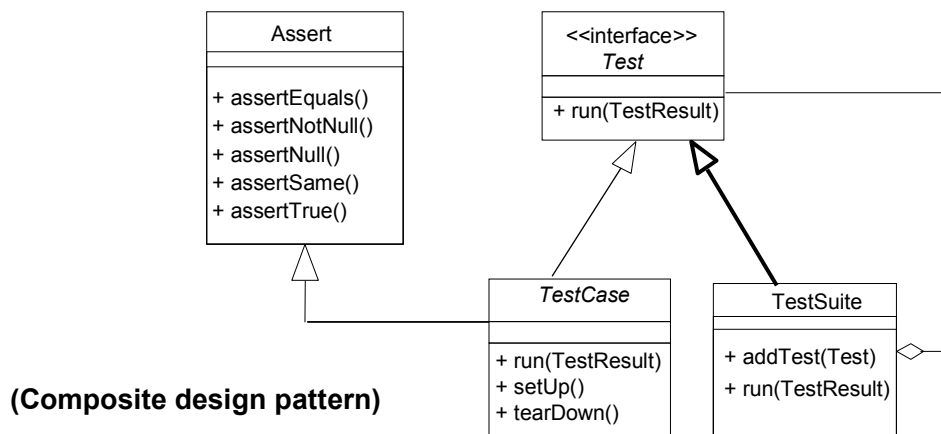 Assert
+ assertEquals()
+ assertNotNull()
+ assertNull()
+ assertSame()
+ assertTrue()
<<interface>>
Test
+ run(TestResult)
TestCase
+ run(TestResult)
+ setUp()
+ tearDown()
TestSuite
+ addTest(Test)
+ run(TestResult)
(Composite design pattern)